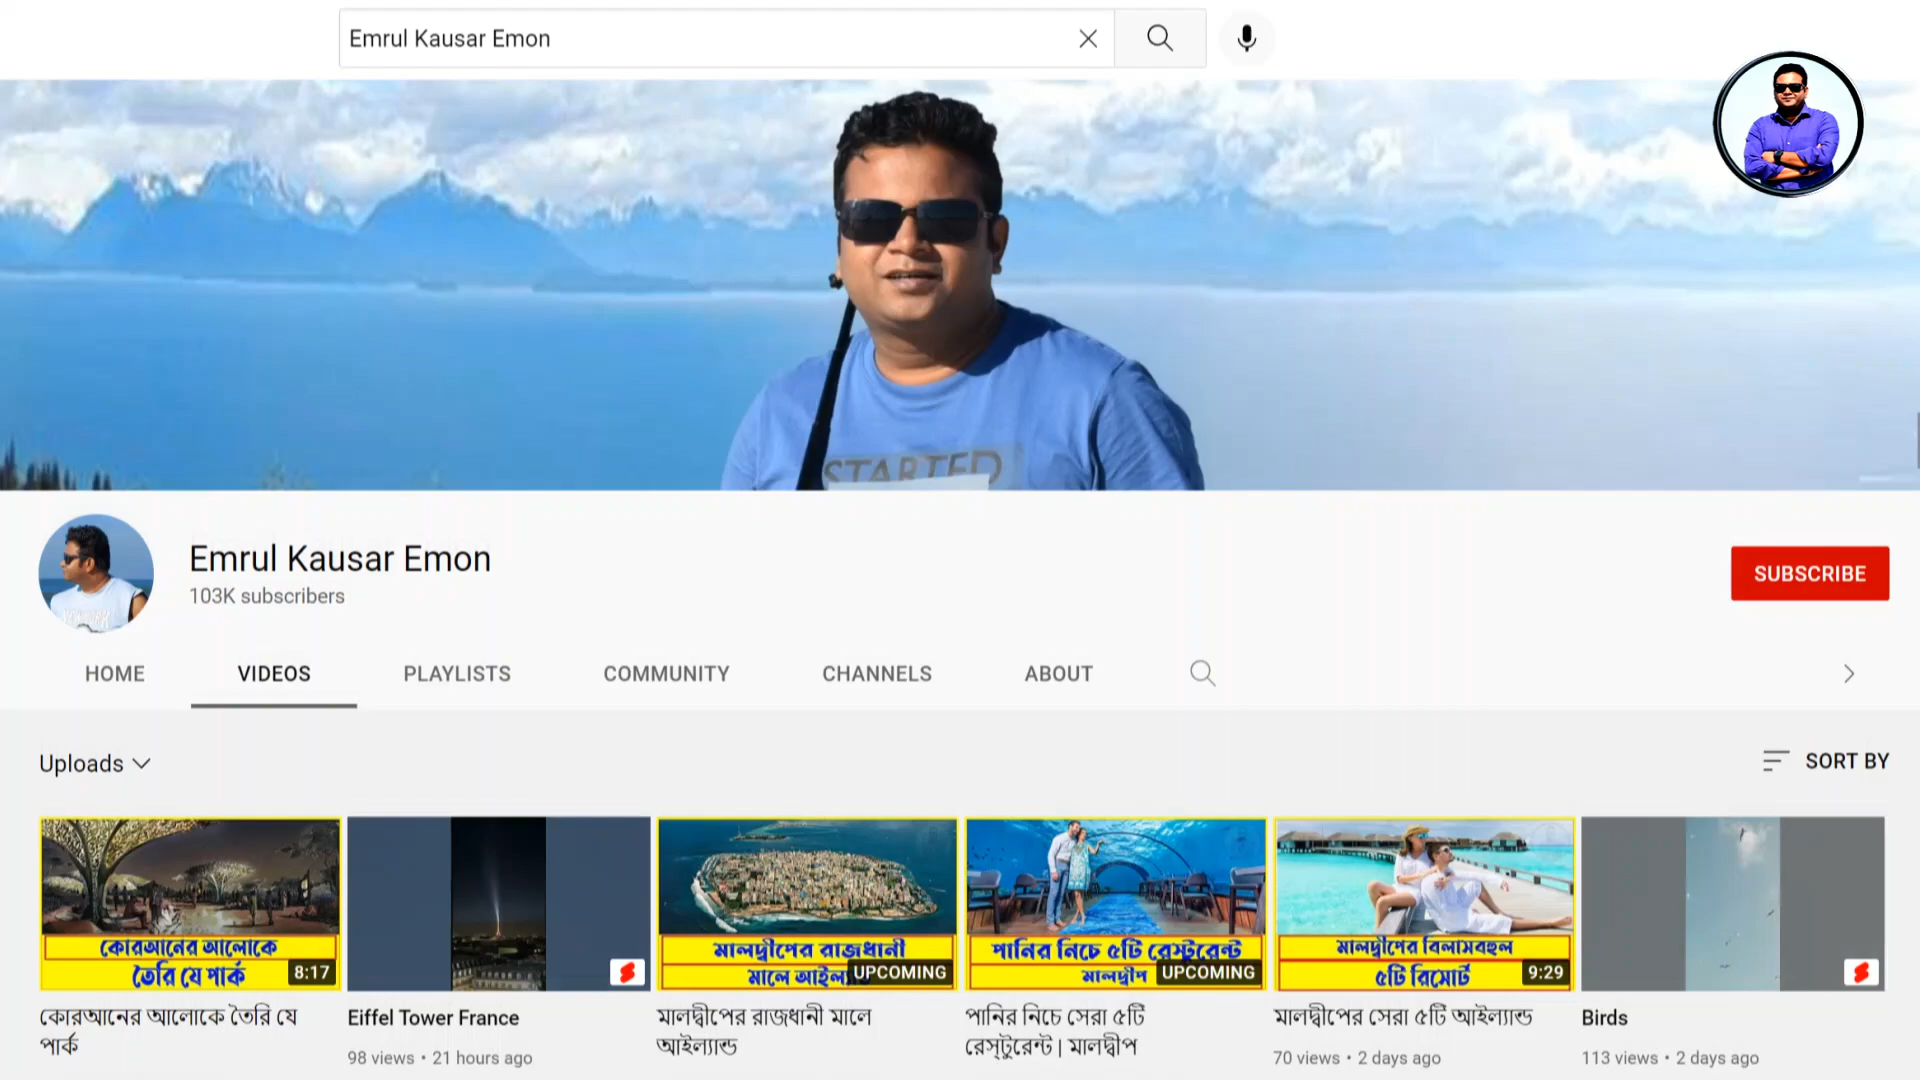 Emrul Kausar Emon
STARTED
Emrul Kausar Emon
103K subscribers
SUBSCRIBE
HOME
VIDEOS
PLAYLISTS
COMMUNITY
CHANNELS
ABOUT
Uploads
SORT BY
কোরআনের আলোকে
তৈরি যে পার্ক
8:17
মালদ্বীপের রাজধানী
মালে
UPCOMING
পানির নিচে ৫টি রেস্টুরেন্ট
মালদ্বীপ
UPCOMING
মালদ্বীপের বিলাসবহুল
৫টি রিসোর্ট
9:29
কোরআনের আলোকে তৈরি যে
পার্ক
Eiffel Tower France
98 views • 21 hours ago
মালদ্বীপের রাজধানী মালে
আইল্যান্ড
পানির নিচে সেরা ৫টি
রেস্টুরেন্ট | মালদ্বীপ
মালদ্বীপের সেরা ৫টি আইল্যান্ড
70 views • 2 days ago
Birds
113 views • 2 days ago